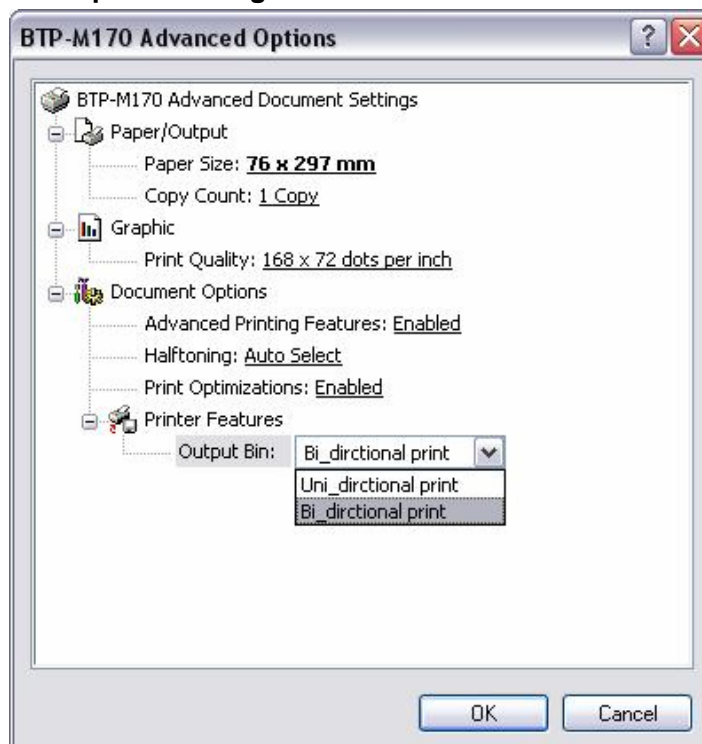 BTP-M170 Advanced Options
BTP-M170 Advanced Document Settings
Paper/Output
Paper Size: 76 x 297 mm
Copy Count: 1 Copy
Graphic
Print Quality: 168 x 72 dots per inch
Document Options
Advanced Printing Features: Enabled
Halftoning: Auto Select
Print Optimizations: Enabled
Printer Features
Output Bin: Bi_dirctional print
Uni_dirctional print
Bi_dirctional print
OK Cancel